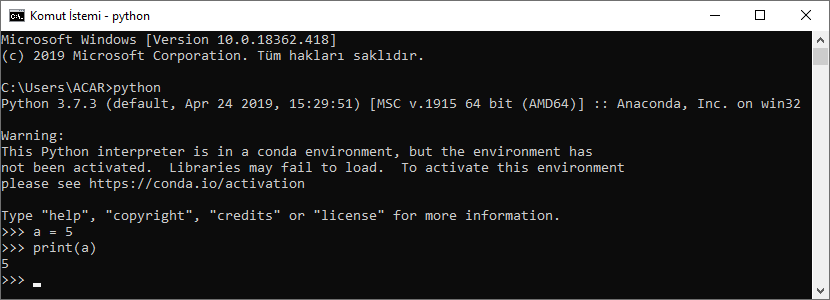 Komut İstemi - python
Microsoft Windows [Version 10.0.18362.418]
(c) 2019 Microsoft Corporation. Tüm hakları saklıdır.
C:\Users\ACAR>python
Python 3.7.3 (default, Apr 24 2019, 15:29:51) [MSC v.1915 64 bit (AMD64)] :: Anaconda, Inc. on win32
Warning:
This Python interpreter is in a conda environment, but the environment has
not been activated.  Libraries may fail to load.  To activate this environment
please see https://conda.io/activation
Type "help", "copyright", "credits" or "license" for more information.
>>> a = 5
>>> print(a)
5
>>>